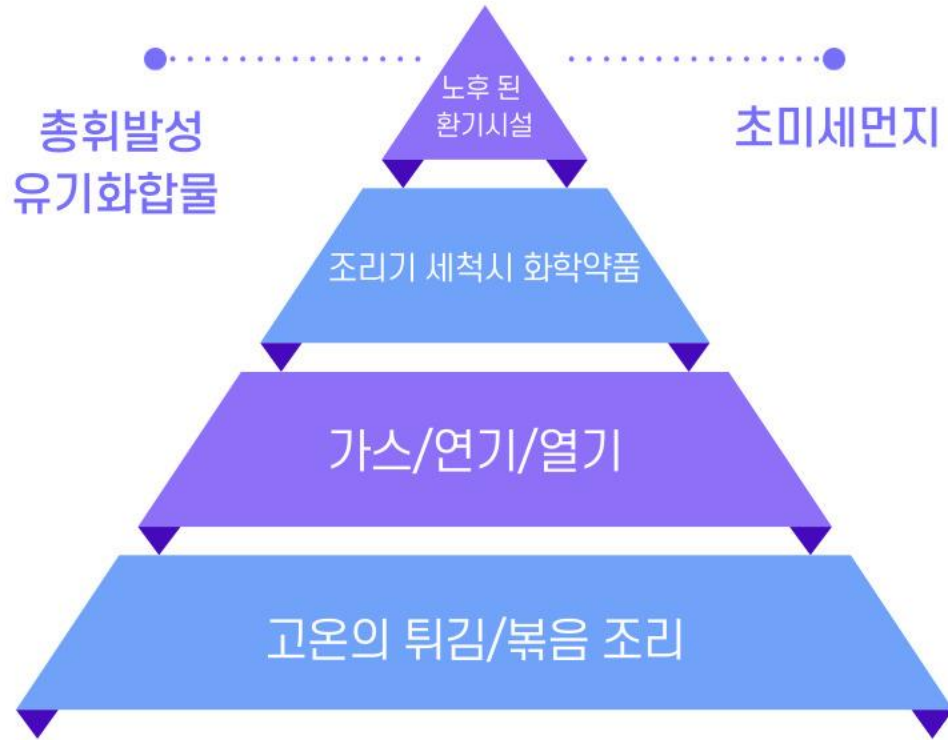 노후 된
환기시설
총휘발성
유기화합물
초미세먼지
조리기 세척시 화학약품
가스/연기/열기
고온의 튀김/볶음 조리